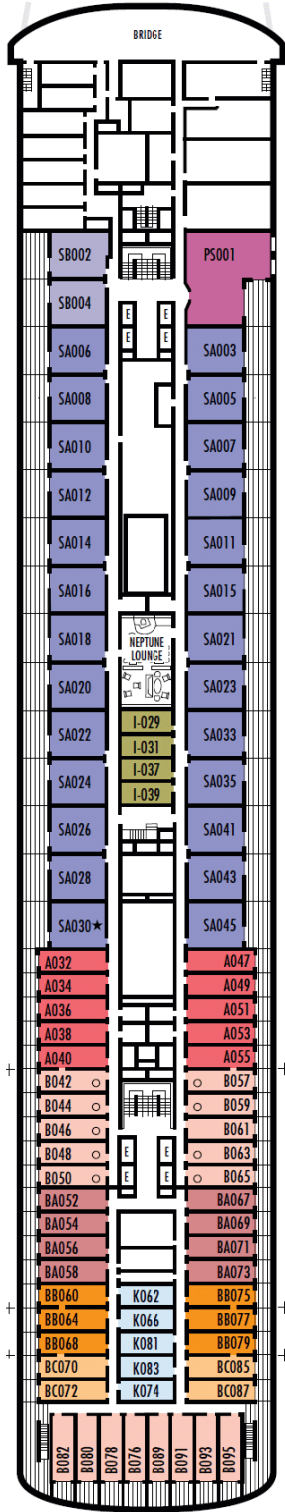 BRIDGE
SB002 PS001
SB004
E E
E E
SA006 SA003
SA008 SA005
SA010 SA007
SA012 SA009
SA014 SA011
SA016 SA015
SA018 NEPTUNE LOUNGE SA021
SA020 SA023
SA022 I-029 SA033
I-031
SA024 I-037 SA035
I-039
SA026 SA041
SA028 SA043
SA030★ SA045
A032 A047
A034 A049
A036 A051
A038 A053
A040 A055
B042 B057
B044 B059
B046 B061
B048 E E B063
B050 E E B065
BA052 BA067
BA054 BA069
BA056 BA071
BA058 BA073
BB060 K062 BB075
BB064 K066 BB077
BB068 K081 BB079
BC070 K083 BC085
BC072 K074 BC087
B082 B080 B078 B076 B089 B091 B093 B095